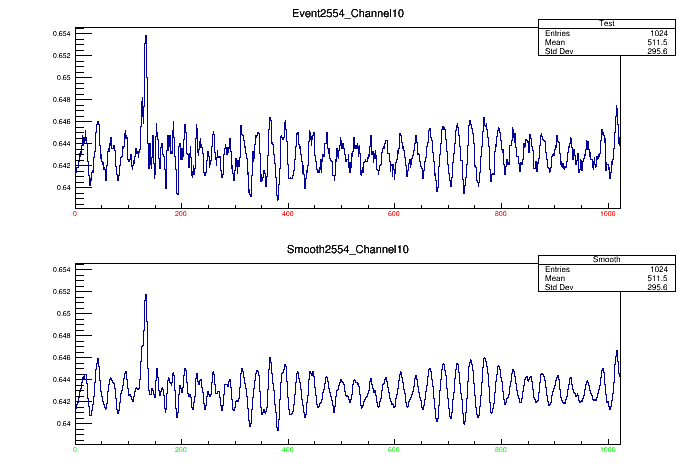 Event2554_Channel10
Test
Entries 1024
Mean 511.5
Std Dev 295.6
0.654
0.652
0.65
0.648
0.646
0.644
0.642
0.64
0 200 400 600 800 1000
Smooth2554_Channel10
Smooth
Entries 1024
Mean 511.5
Std Dev 295.6
0.654
0.652
0.65
0.648
0.646
0.644
0.642
0.64
0 200 400 600 800 1000